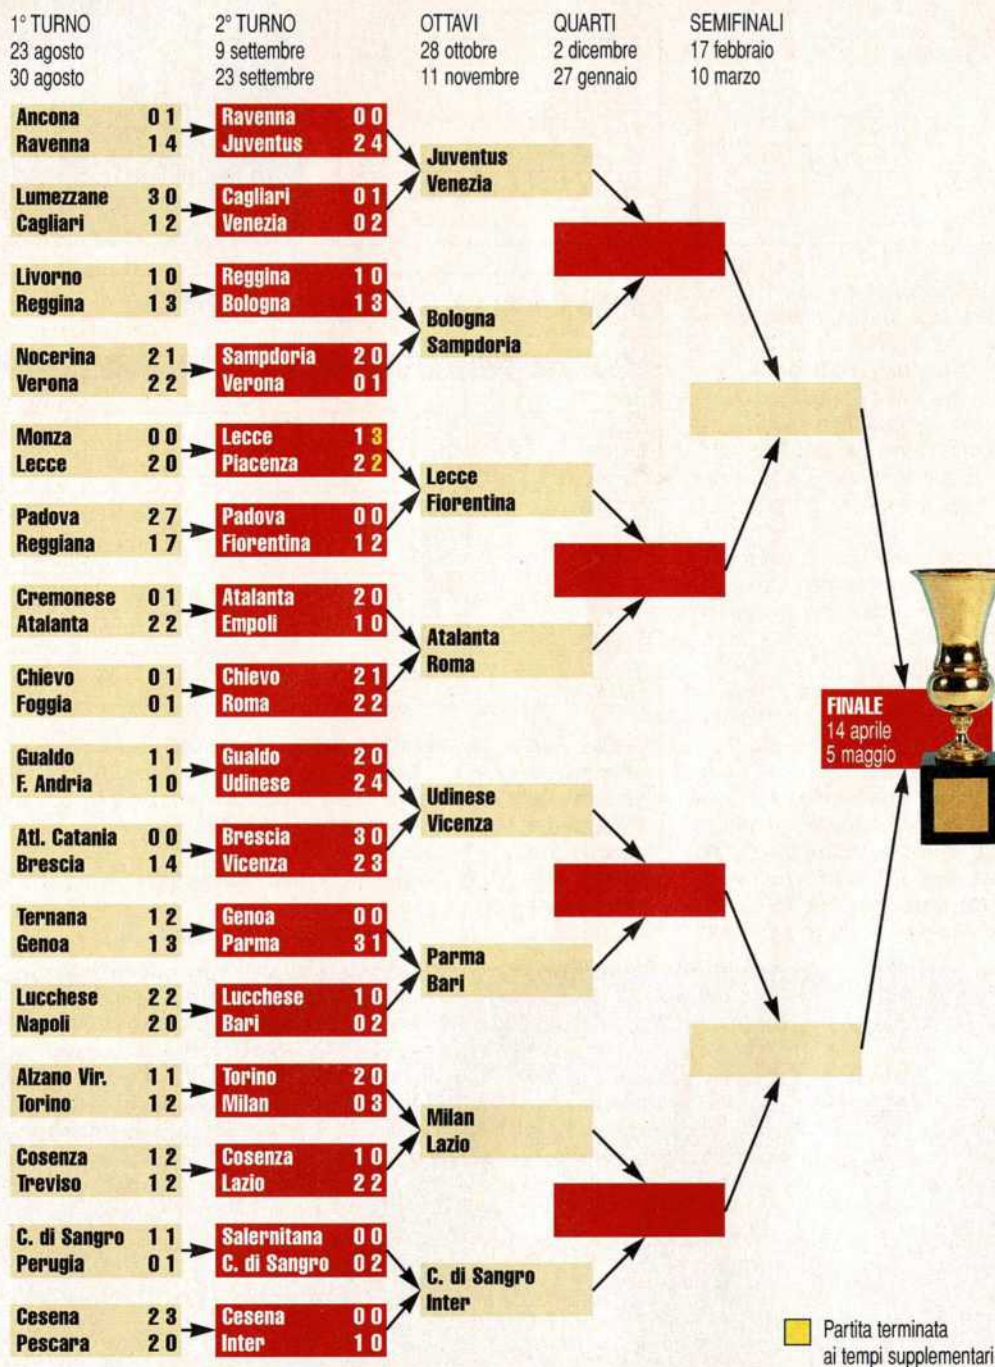 1° TURNO
23 agosto
30 agosto
2° TURNO
9 settembre
23 settembre
OTTAVI
28 ottobre
11 novembre
QUARTI
2 dicembre
27 gennaio
SEMIFINALI
17 febbraio
10 marzo
Ancona 0 1
Ravenna 1 4
Lumezzane 3 0
Cagliari 1 2
Livorno 1 0
Reggina 1 3
Nocerina 2 1
Verona 2 2
Monza 0 0
Lecce 2 0
Padova 2 7
Reggiana 1 7
Cremonese 0 1
Atalanta 2 2
Chievo 0 1
Foggia 0 1
Gualdo 1 1
F. Andria 1 0
Atl. Catania 0 0
Brescia 1 4
Ternana 1 2
Genoa 1 3
Lucchese 2 2
Napoli 2 0
Alzano Vir. 1 1
Torino 1 2
Cosenza 1 2
Treviso 1 2
C. di Sangro 1 1
Perugia 0 1
Cesena 2 3
Pescara 2 0
Ravenna 0 0
Juventus 2 4
Cagliari 0 1
Venezia 0 2
Reggina 1 0
Bologna 1 3
Sampdoria 2 0
Verona 0 1
Lecce 1 3
Piacenza 2 2
Padova 0 0
Fiorentina 1 2
Atalanta 2 0
Empoli 1 0
Chievo 2 1
Roma 2 2
Gualdo 2 0
Udinese 2 4
Brescia 3 0
Vicenza 2 3
Genoa 0 0
Parma 3 1
Lucchese 1 0
Bari 0 2
Torino 2 0
Milan 0 3
Cosenza 1 0
Lazio 2 2
Salernitana 0 0
C. di Sangro 0 2
Cesena 0 0
Inter 1 0
Juventus
Venezia
Bologna
Sampdoria
Lecce
Fiorentina
Atalanta
Roma
Udinese
Vicenza
Parma
Bari
Milan
Lazio
C. di Sangro
Inter
FINALE
14 aprile
5 maggio
Partita terminata
ai tempi supplementari